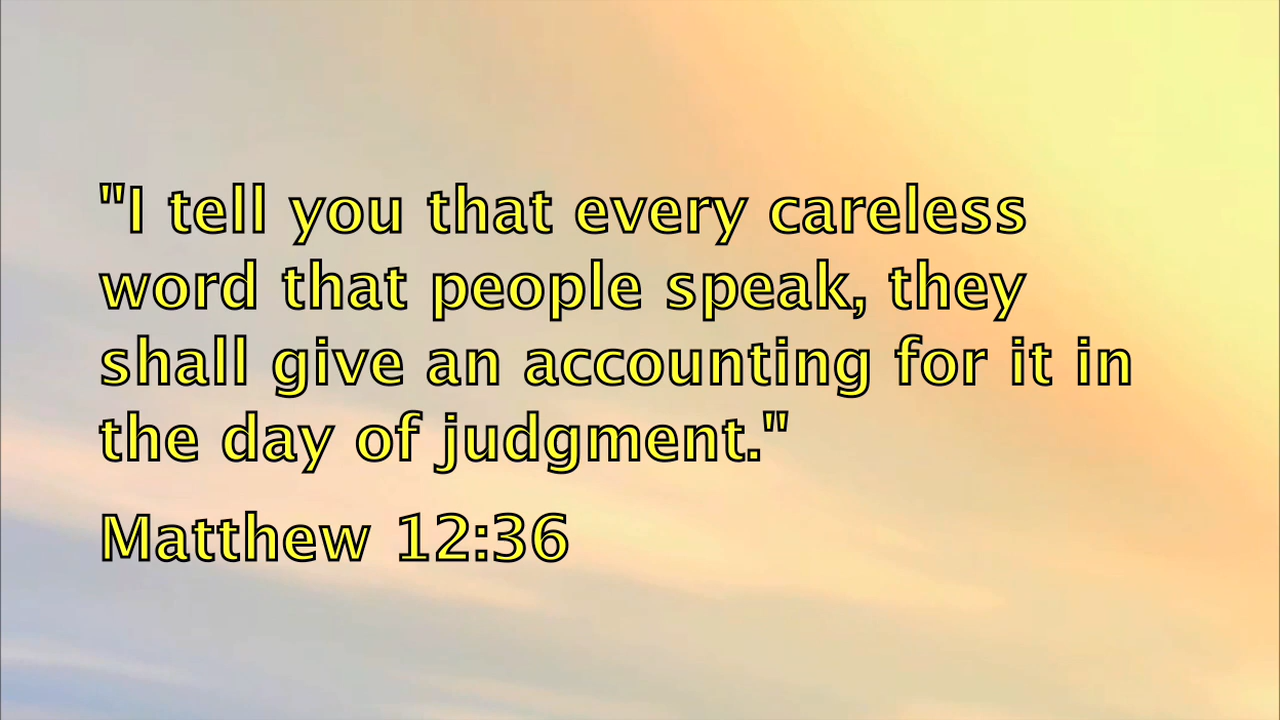 "I tell you that every careless
word that people speak, they
shall give an accounting for it in
the day of judgment."
Matthew 12:36